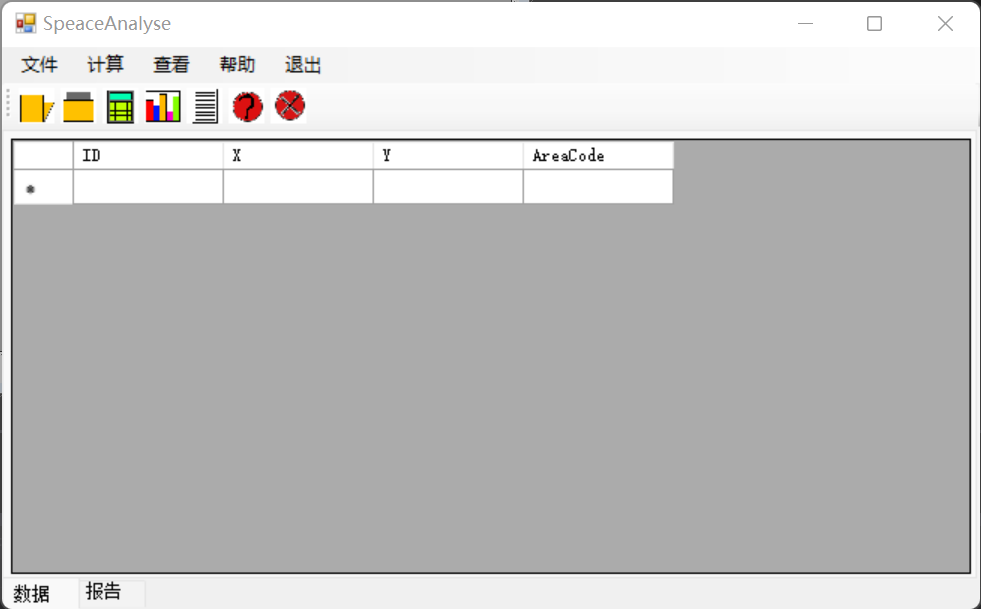 SpeaceAnalyse
文件 计算 查看 帮助 退出
ID X Y AreaCode
数据 报告